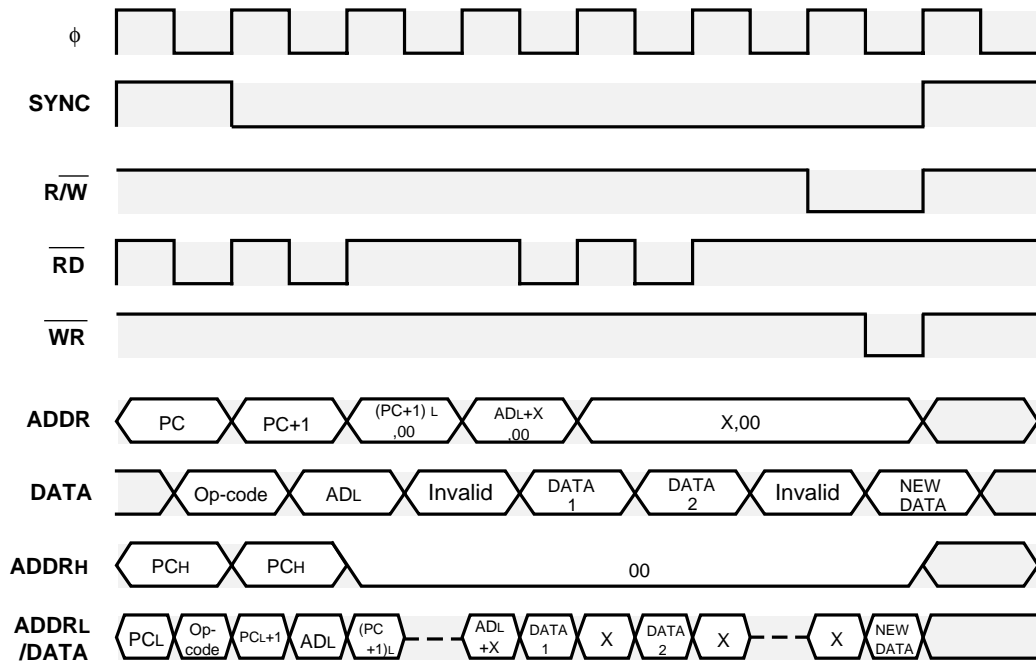 ϕ
SYNC
R/W
RD
WR
ADDR
PC
PC+1
(PC+1) L
,00
ADL+X
,00
X,00
DATA
Op-code
ADL
Invalid
DATA
1
DATA
2
Invalid
NEW
DATA
ADDRH
PCH
PCH
00
ADDRL
/DATA
PCL
Op-
code
PCL+1
ADL
(PC
+1)L
ADL
+X
DATA
1
X
DATA
2
X
X
NEW
DATA